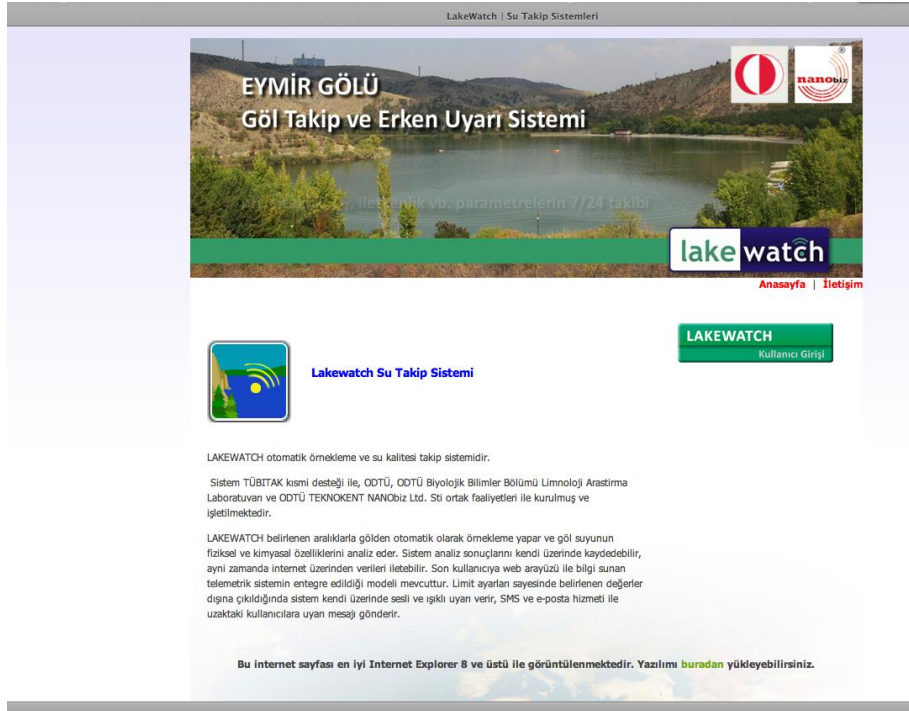 LakeWatch | Su Takip Sistemleri
EYMİR GÖLÜ
Göl Takip ve Erken Uyarı Sistemi
nanobiz
iletkenlik vb. parametrelerin 7/24 takibi
lake watch
Anasayfa | İletişim
LAKEWATCH
Kullanıcı Girişi
Lakewatch Su Takip Sistemi
LAKEWATCH otomatik örnekleme ve su kalitesi takip sistemidir.
Sistem TÜBITAK kısmi desteği ile, ODTÜ, ODTÜ Biyolojik Bilimler Bölümü Limnoloji Arastirma
Laboratuvarı ve ODTÜ TEKNOKENT NANObiz Ltd. Sti ortak faaliyetleri ile kurulmuş ve
işletilmektedir.
LAKEWATCH belirlenen aralıklarla gölden otomatik olarak örnekleme yapar ve göl suyunun
fiziksel ve kimyasal özelliklerini analiz eder. Sistem analiz sonuçlarını kendi üzerinde kaydedebilir,
ayni zamanda internet üzerinden verileri iletebilir. Son kullanıcıya web arayüzü ile bilgi sunan
telemetrik sistemin entegre edildiği modeli mevcuttur. Limit ayarları sayesinde belirlenen değerler
dışına çıkıldığında sistem kendi üzerinde sesli ve ışıklı uyarı verir, SMS ve e-posta hizmeti ile
uzaktaki kullanıcılara uyarı mesajı gönderir.
Bu internet sayfası en iyi Internet Explorer 8 ve üstü ile görüntülenmektedir. Yazılımı buradan yükleyebilirsiniz.